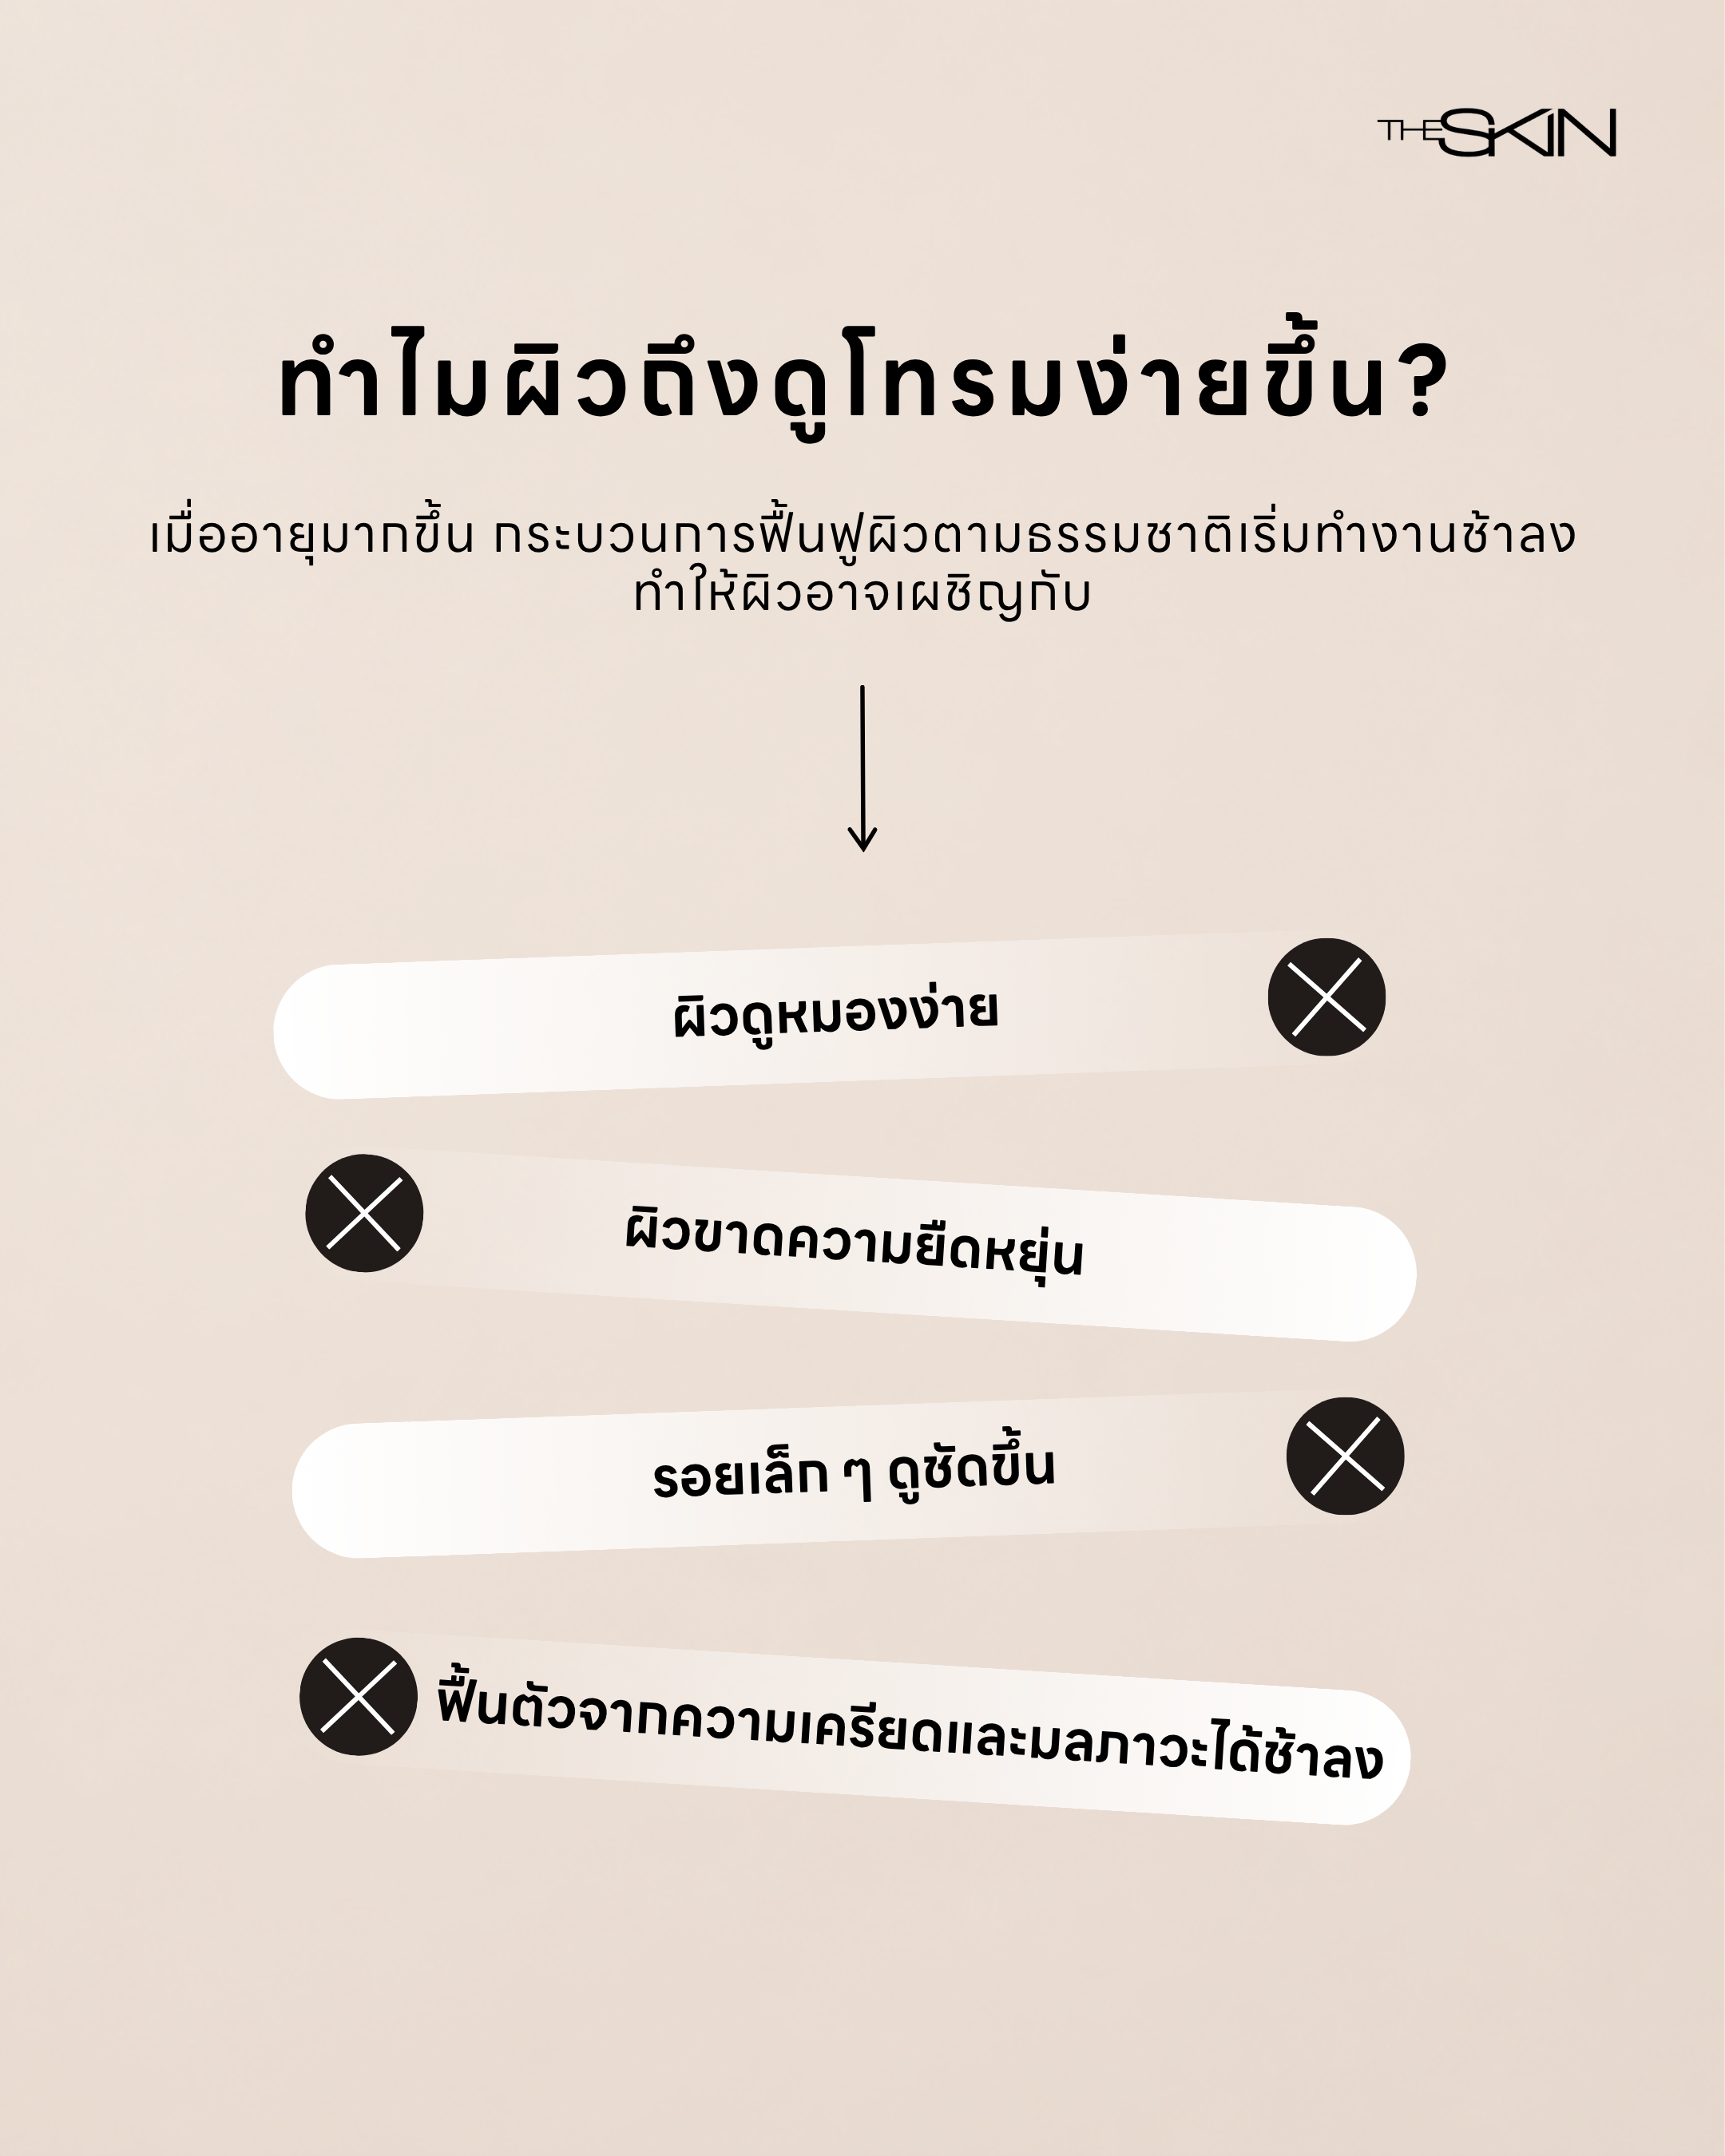 THE SKIN
ทำไมผิวถึงดูโทรมง่ายขึ้น?
เมื่ออายุมากขึ้น กระบวนการฟื้นฟูผิวตามธรรมชาติเริ่มทำงานช้าลง
ทำให้ผิวอาจเผชิญกับ
ผิวดูหมองง่าย
ผิวขาดความยืดหยุ่น
รอยเล็ก ๆ ดูชัดขึ้น
ฟื้นตัวจากความเครียดและมลภาวะได้ช้าลง